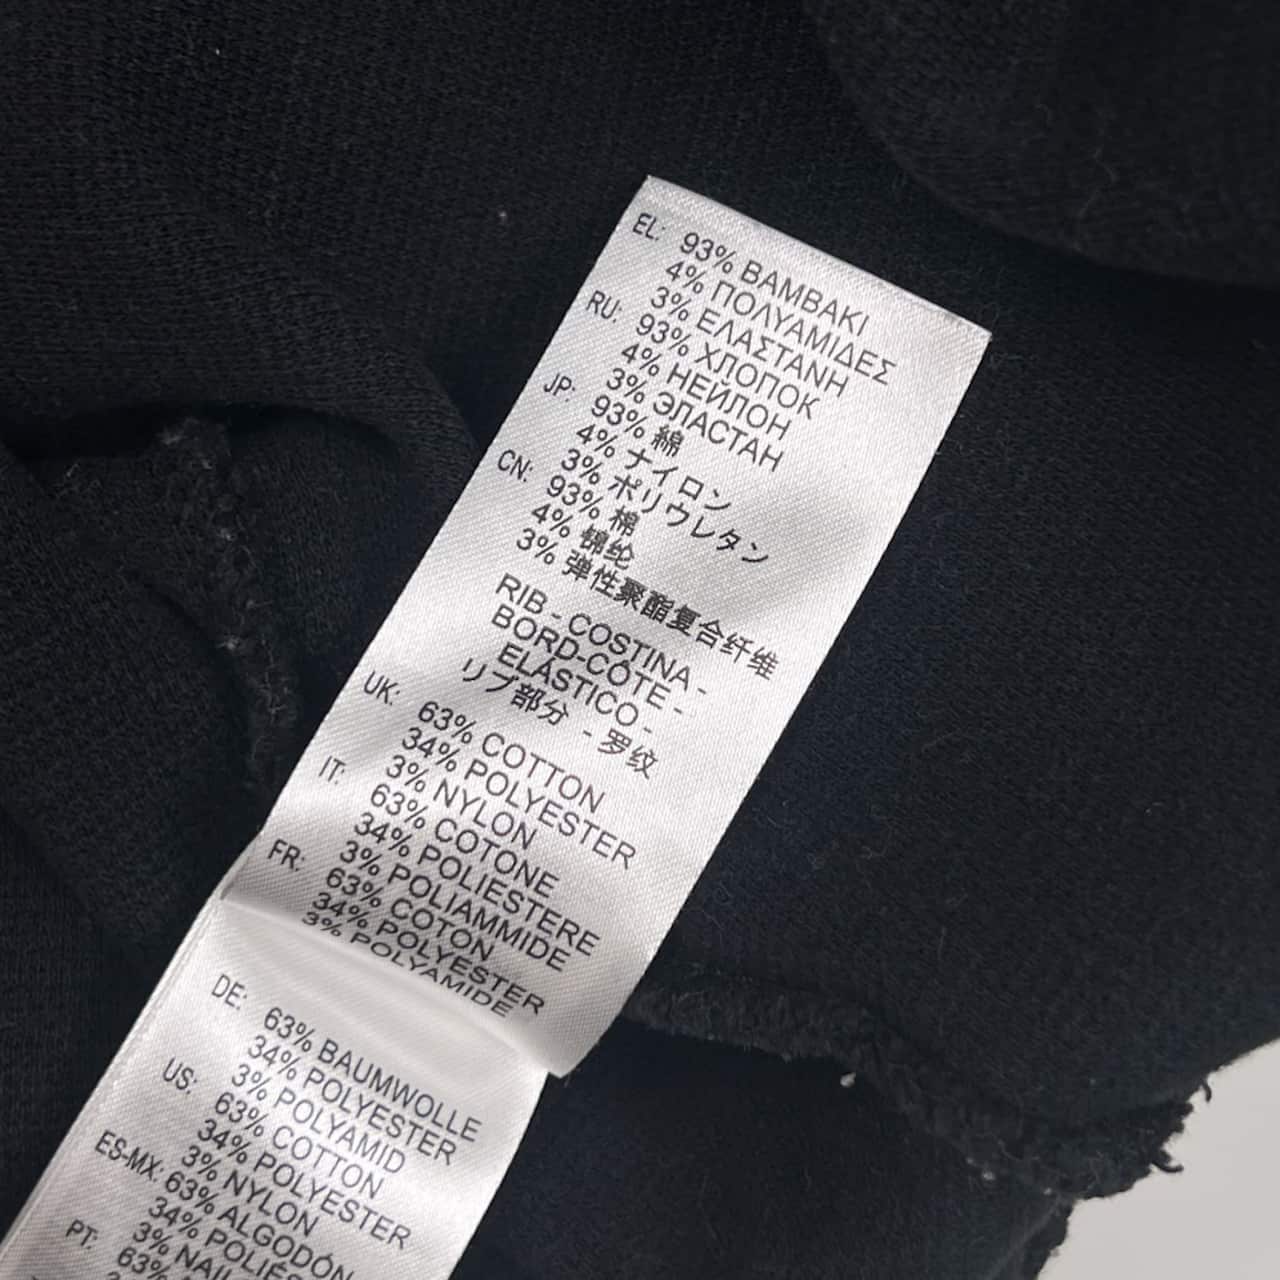 EL: 93% BAMBAKI
4% ΠΟΛΥΑΜΙΔΕΣ
3% ΕΛΑΣΤΑΝΗ
RU: 93% ХЛОПОК
4% НЕЙЛОН
3% ЭЛАСТАН
JP: 93% 綿
4% ナイロン
3% ポリウレタン
CN: 93% 棉
4% 锦纶
3% 弹性聚酯复合纤维
RIB - COSTINA -
BORD-CÔTE -
ELÁSTICO -
リブ部分 - 罗纹
UK: 63% COTTON
34% POLYESTER
3% NYLON
IT: 63% COTONE
34% POLIESTERE
3% POLIAMMIDE
FR: 63% COTON
34% POLYESTER
3% POLYAMIDE
DE: 63% BAUMWOLLE
34% POLYESTER
3% POLYAMID
US: 63% COTTON
34% POLYESTER
3% NYLON
ES-MX: 63% ALGODÓN
34%
3%
PT: 63%